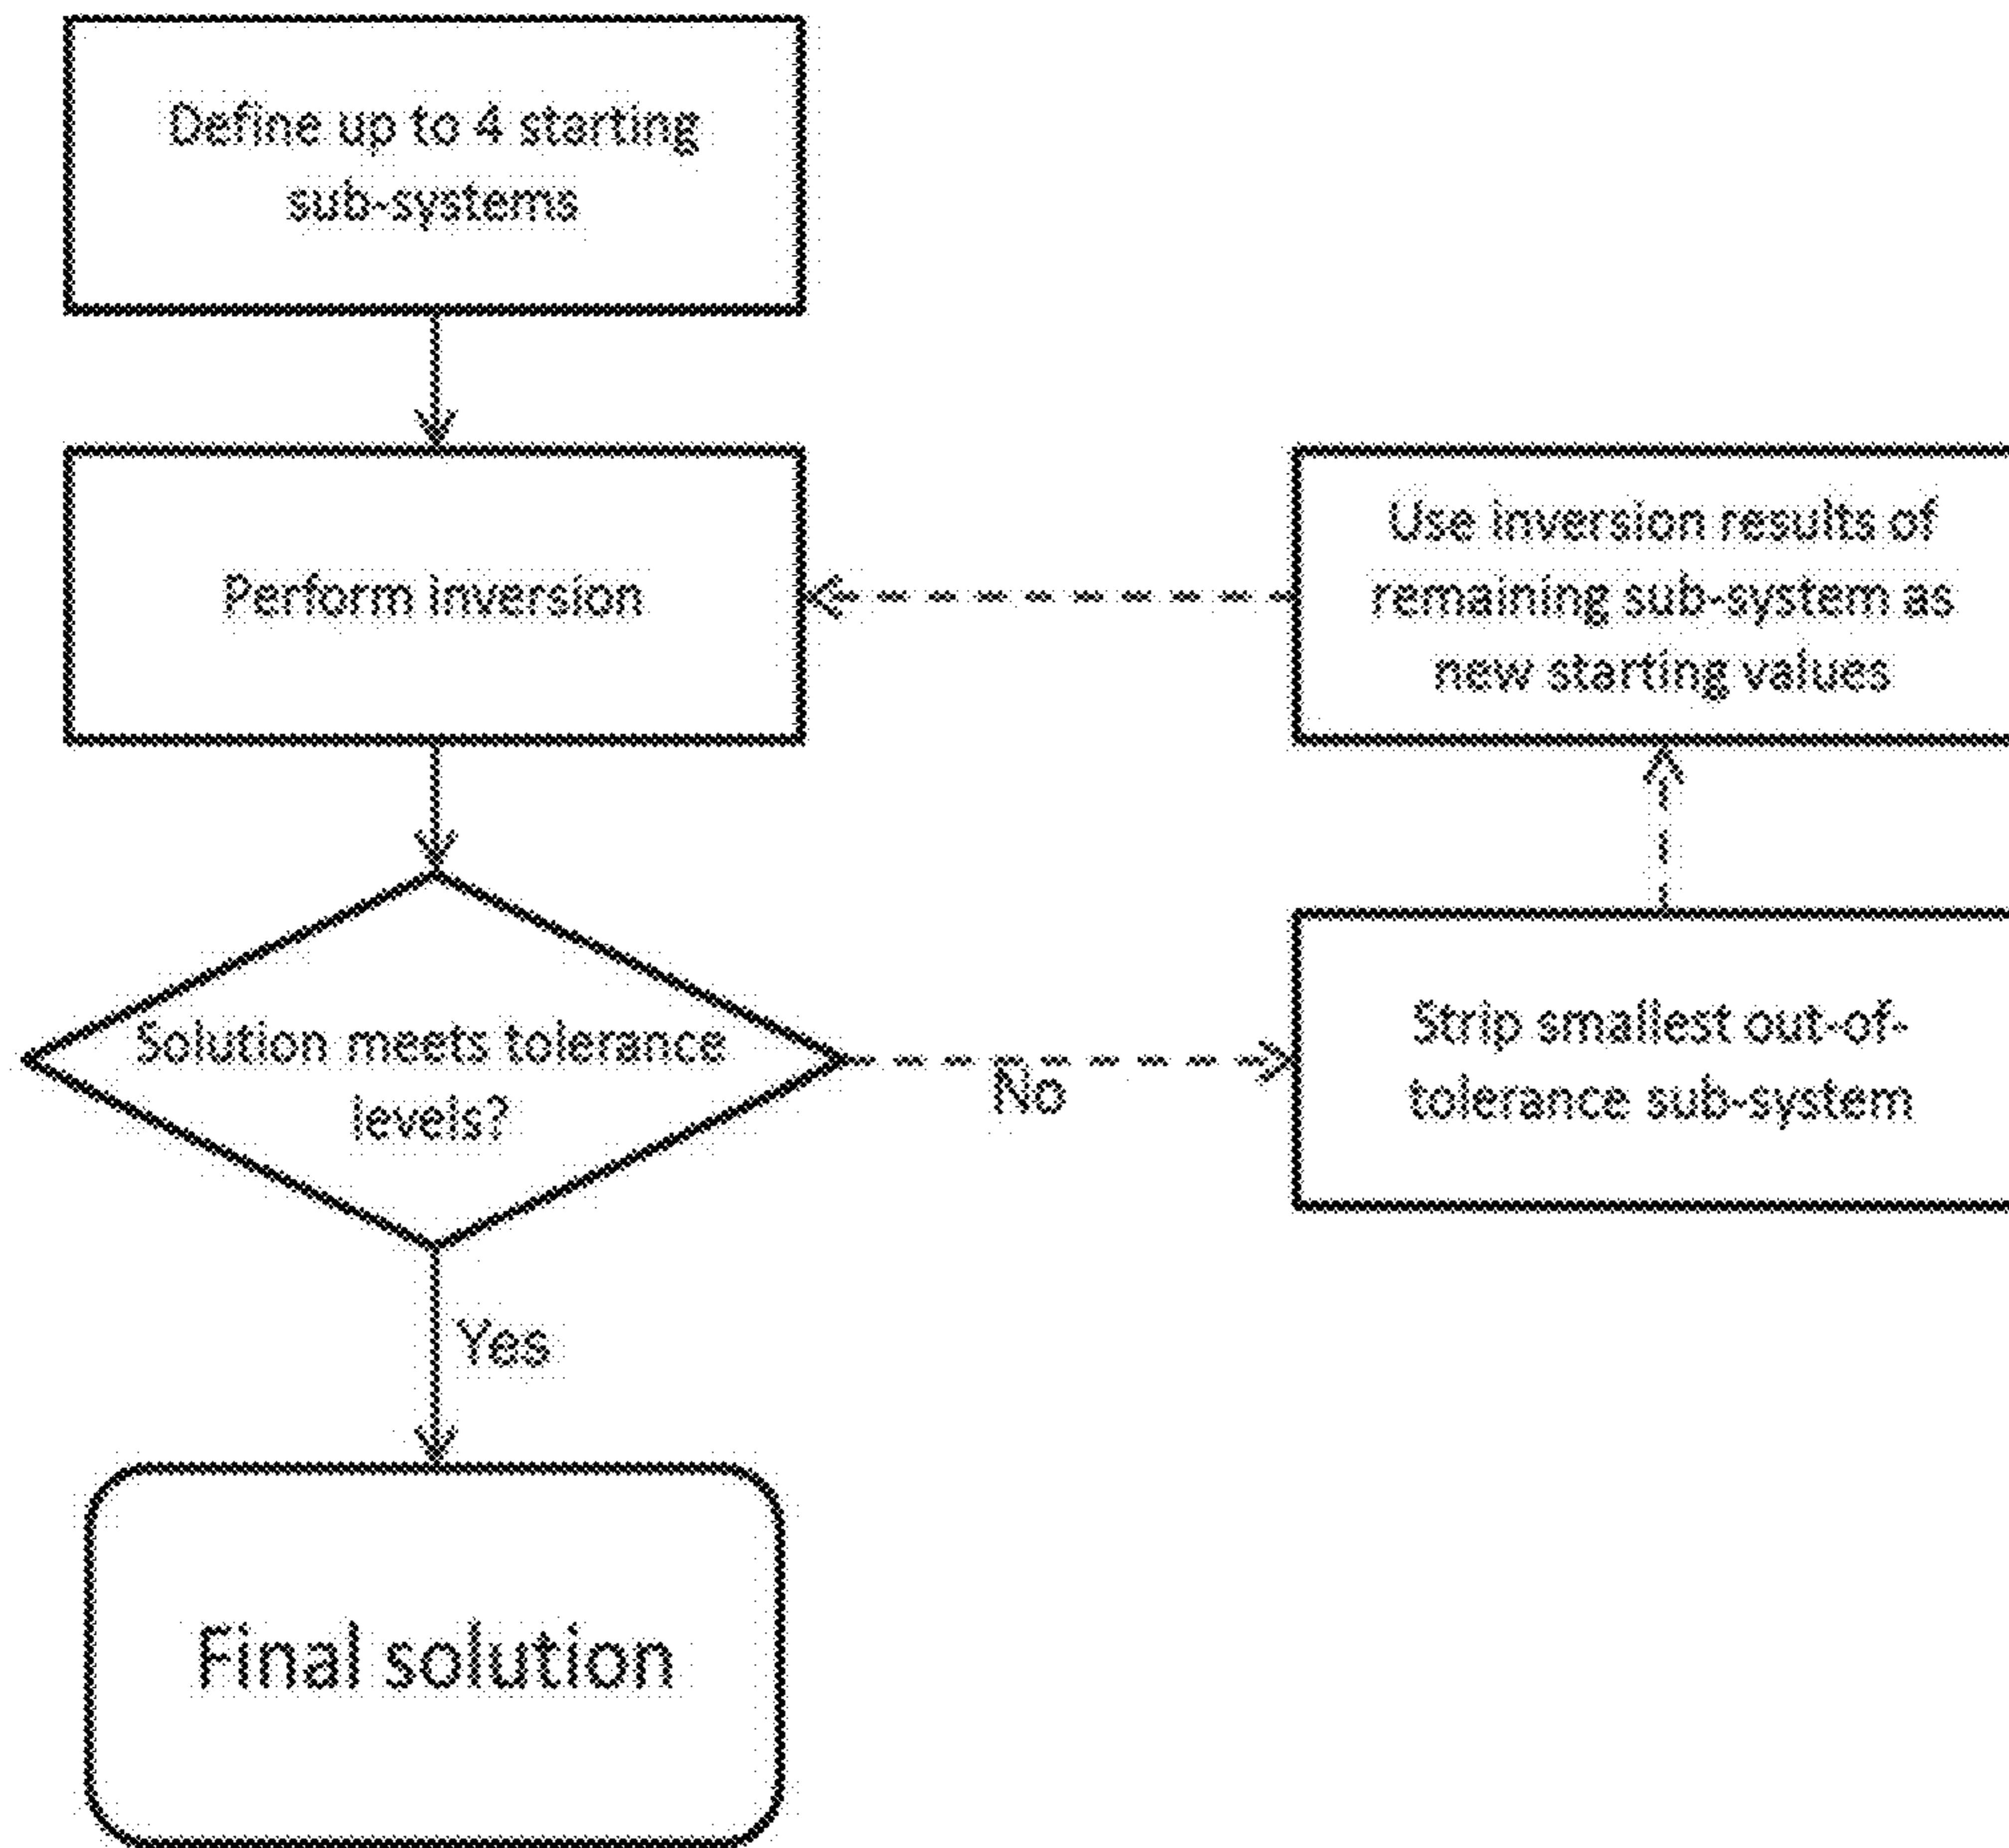 Define up to 4 starting
sub-systems
Perform inversion
Use inversion results of
remaining sub-system as
new starting values
Solution meets tolerance
levels?
No
Strip smallest out-of-
tolerance sub-system
Yes
Final solution